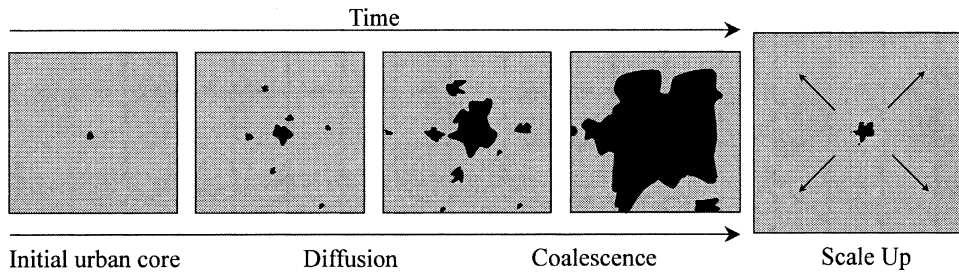 Time
Initial urban core
Diffusion
Coalescence
Scale Up